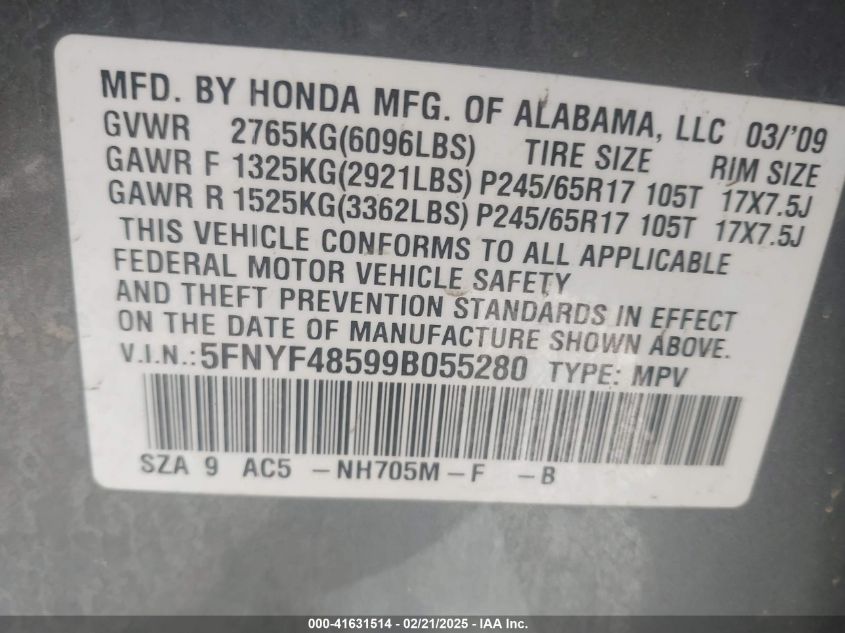 MFD. BY HONDA MFG. OF ALABAMA, LLC 03/'09
GVWR 2765KG(6096LBS) TIRE SIZE RIM SIZE
GAWR F 1325KG(2921LBS) P245/65R17 105T 17X7.5J
GAWR R 1525KG(3362LBS) P245/65R17 105T 17X7.5J
THIS VEHICLE CONFORMS TO ALL APPLICABLE
FEDERAL MOTOR VEHICLE SAFETY
AND THEFT PREVENTION STANDARDS IN EFFECT
ON THE DATE OF MANUFACTURE SHOWN ABOVE.
V.I.N.: 5FNYF48599B055280 TYPE: MPV
SZA 9 AC5 -NH705M-F -B
000-41631514 - 02/21/2025 - IAA Inc.